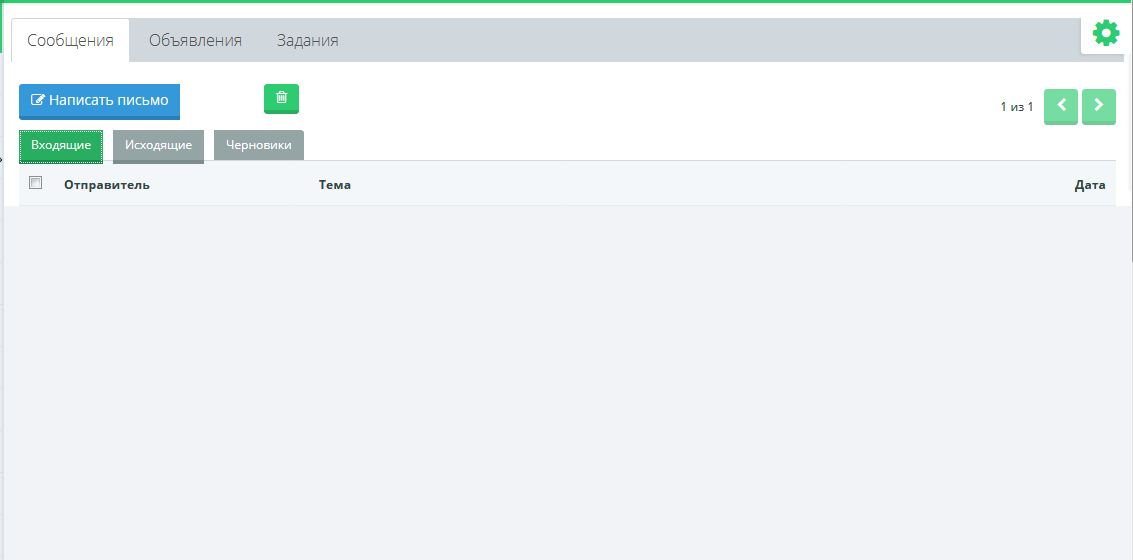 Сообщения Объявления Задания
Написать письмо
1 из 1
Входящие Исходящие Черновики
Отправитель Тема Дата